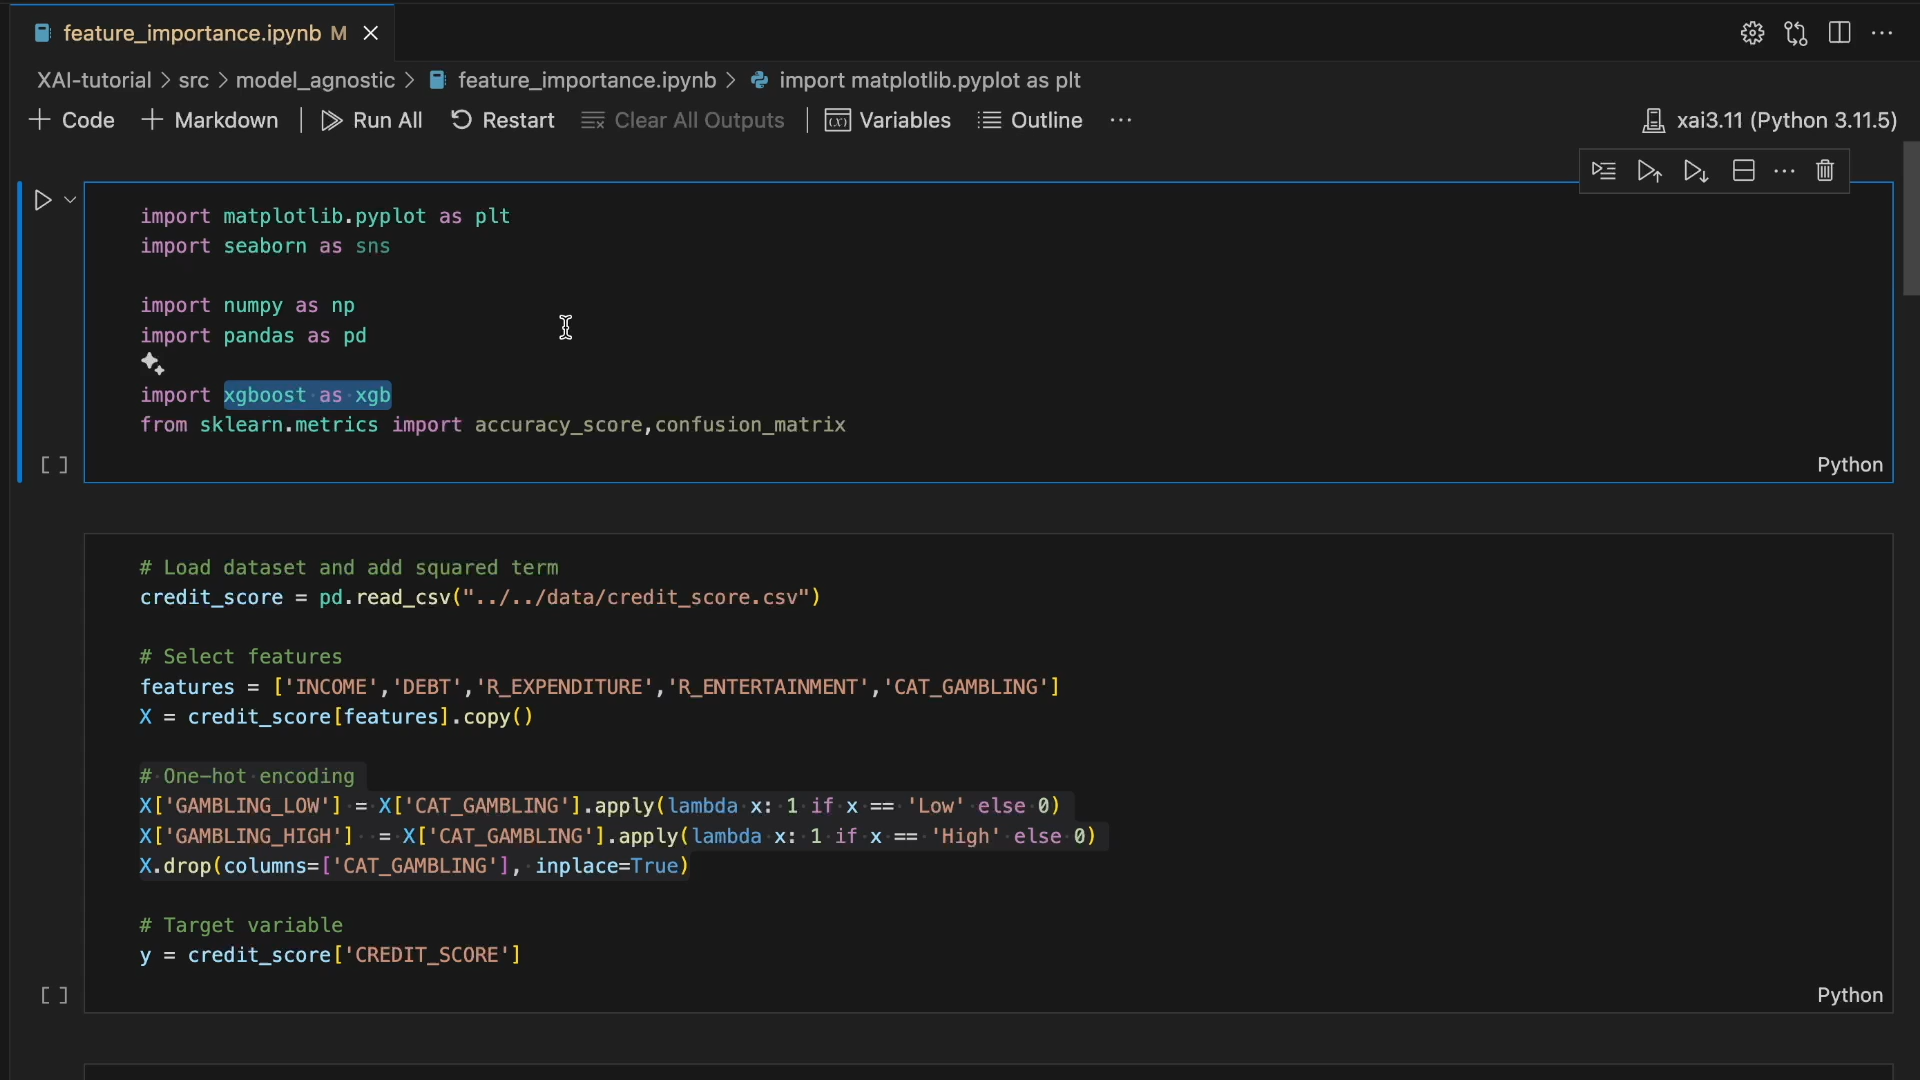 feature_importance.ipynb M
XAI-tutorial > src > model_agnostic > feature_importance.ipynb > import matplotlib.pyplot as plt
+ Code + Markdown | Run All Restart Clear All Outputs | Variables Outline ...
xai3.11 (Python 3.11.5)
import matplotlib.pyplot as plt
import seaborn as sns
import numpy as np
import pandas as pd
import xgboost as xgb
from sklearn.metrics import accuracy_score,confusion_matrix
[ ]
Python
# Load dataset and add squared term
credit_score = pd.read_csv("../../data/credit_score.csv")
# Select features
features = ['INCOME','DEBT','R_EXPENDITURE','R_ENTERTAINMENT','CAT_GAMBLING']
X = credit_score[features].copy()
# One-hot encoding
X['GAMBLING_LOW'] = X['CAT_GAMBLING'].apply(lambda x: 1 if x == 'Low' else 0)
X['GAMBLING_HIGH']  = X['CAT_GAMBLING'].apply(lambda x: 1 if x == 'High' else 0)
X.drop(columns=['CAT_GAMBLING'], inplace=True)
# Target variable
y = credit_score['CREDIT_SCORE']
[ ]
Python